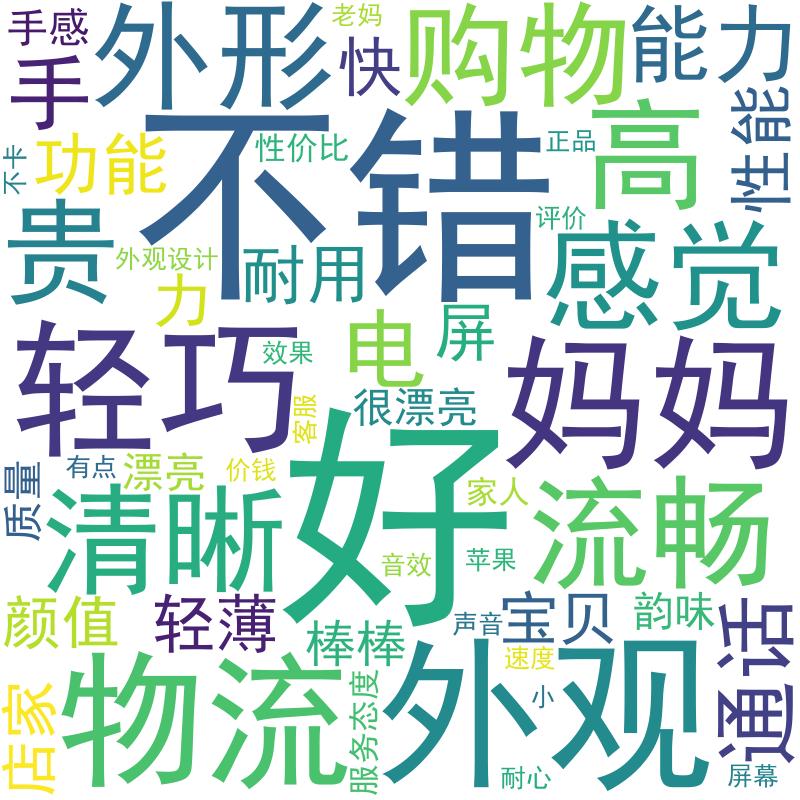 手感
外形
老妈
快
购物
能力
手
不错
高
性能
不卡
功能
性价比
正品
贵
评价
感觉
外观设计
耐用
力
电
屏
轻巧
效果
妈妈
很漂亮
客服
好
质量
有点
漂亮
价钱
家人
清晰
流畅
音效
苹果
颜值
轻薄
棒棒
声音
宝贝
韵味
通话
物流
外观
速度
店家
服务态度
小
耐心
屏幕